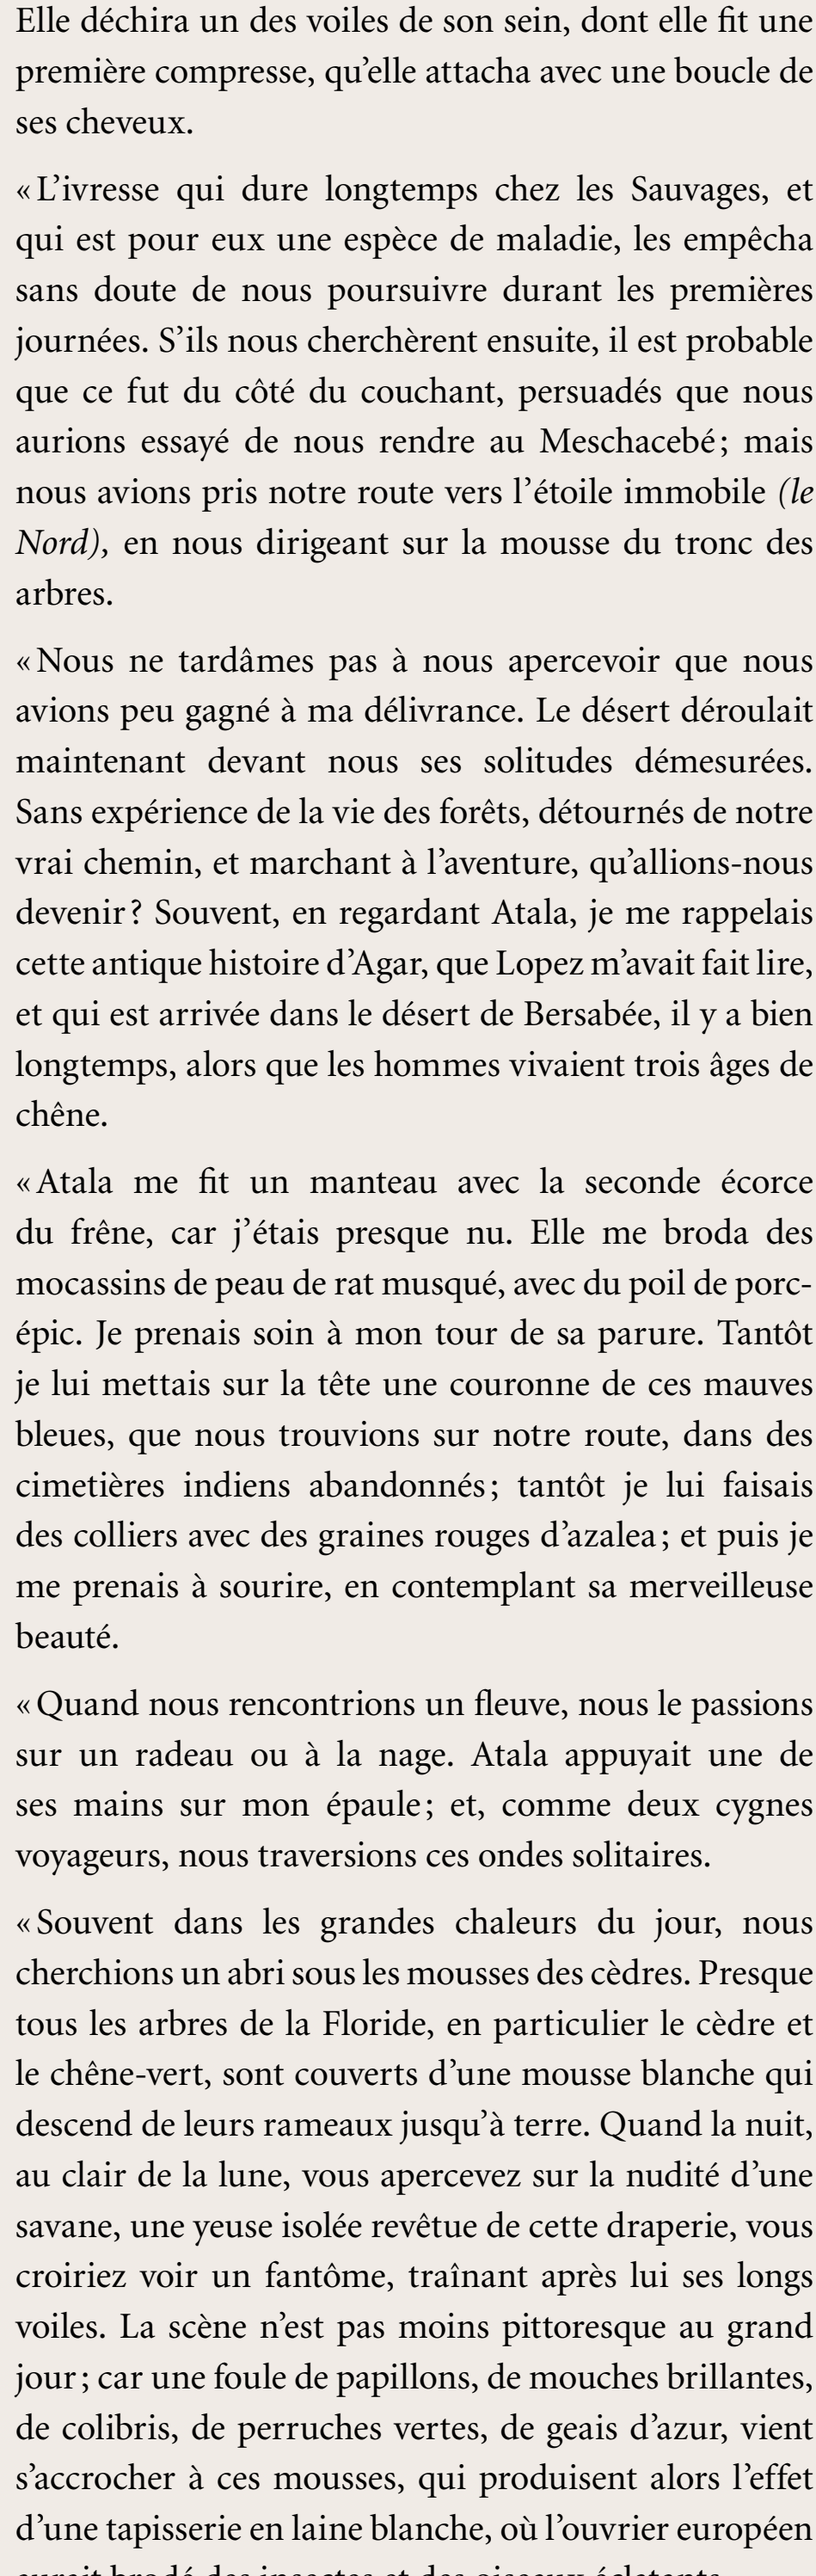 Elle déchira un des voiles de son sein, dont elle fit une
première compresse, qu’elle attacha avec une boucle de
ses cheveux.
« L’ivresse qui dure longtemps chez les Sauvages, et
qui est pour eux une espèce de maladie, les empêcha
sans doute de nous poursuivre durant les premières
journées. S’ils nous cherchèrent ensuite, il est probable
que ce fut du côté du couchant, persuadés que nous
aurions essayé de nous rendre au Meschacebé ; mais
nous avions pris notre route vers l’étoile immobile (le
Nord), en nous dirigeant sur la mousse du tronc des
arbres.
« Nous ne tardâmes pas à nous apercevoir que nous
avions peu gagné à ma délivrance. Le désert déroulait
maintenant devant nous ses solitudes démesurées.
Sans expérience de la vie des forêts, détournés de notre
vrai chemin, et marchant à l’aventure, qu’allions-nous
devenir ? Souvent, en regardant Atala, je me rappelais
cette antique histoire d’Agar, que Lopez m’avait fait lire,
et qui est arrivée dans le désert de Bersabée, il y a bien
longtemps, alors que les hommes vivaient trois âges de
chêne.
« Atala me fit un manteau avec la seconde écorce
du frêne, car j’étais presque nu. Elle me broda des
mocassins de peau de rat musqué, avec du poil de porc-
épic. Je prenais soin à mon tour de sa parure. Tantôt
je lui mettais sur la tête une couronne de ces mauves
bleues, que nous trouvions sur notre route, dans des
cimetières indiens abandonnés ; tantôt je lui faisais
des colliers avec des graines rouges d’azalea ; et puis je
me prenais à sourire, en contemplant sa merveilleuse
beauté.
« Quand nous rencontrions un fleuve, nous le passions
sur un radeau ou à la nage. Atala appuyait une de
ses mains sur mon épaule ; et, comme deux cygnes
voyageurs, nous traversions ces ondes solitaires.
« Souvent dans les grandes chaleurs du jour, nous
cherchions un abri sous les mousses des cèdres. Presque
tous les arbres de la Floride, en particulier le cèdre et
le chêne-vert, sont couverts d’une mousse blanche qui
descend de leurs rameaux jusqu’à terre. Quand la nuit,
au clair de la lune, vous apercevez sur la nudité d’une
savane, une yeuse isolée revêtue de cette draperie, vous
croiriez voir un fantôme, traînant après lui ses longs
voiles. La scène n’est pas moins pittoresque au grand
jour ; car une foule de papillons, de mouches brillantes,
de colibris, de perruches vertes, de geais d’azur, vient
s’accrocher à ces mousses, qui produisent alors l’effet
d’une tapisserie en laine blanche, où l’ouvrier européen